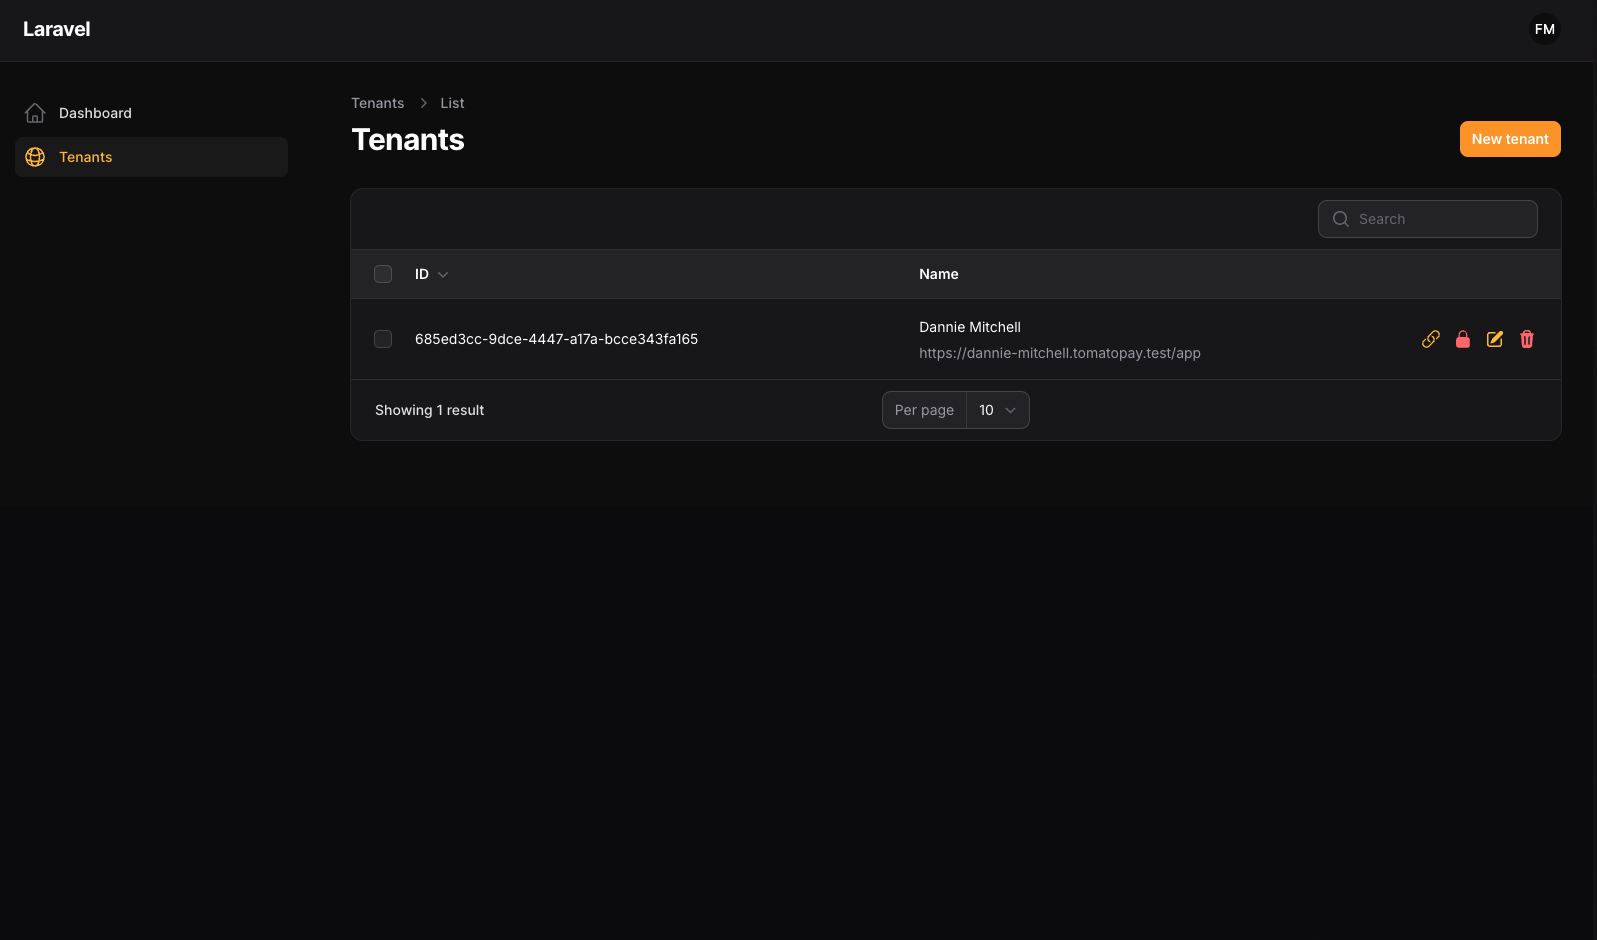 Laravel
FM
Dashboard
Tenants
Tenants > List
Tenants
New tenant
Search
ID
Name
685ed3cc-9dce-4447-a17a-bcce343fa165
Dannie Mitchell
https://dannie-mitchell.tomatopay.test/app
Showing 1 result
Per page
10